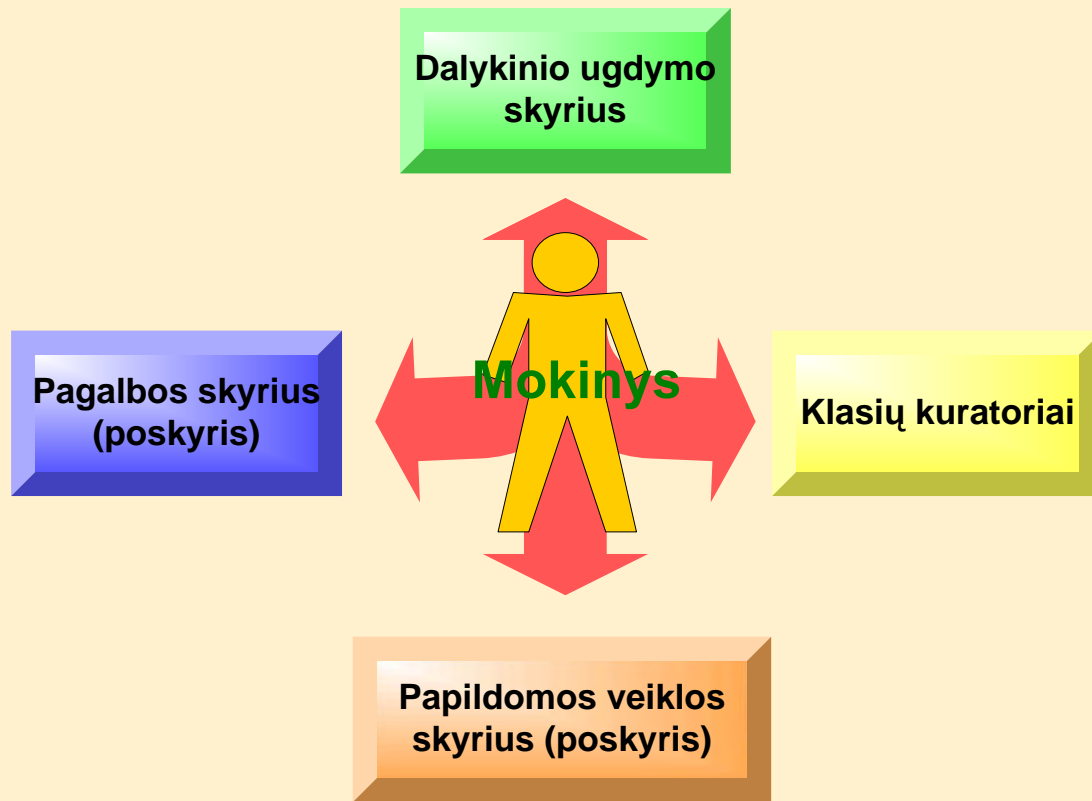 Dalykinio ugdymo
skyrius
Mokinys
Pagalbos skyrius
(poskyris)
Klasių kuratoriai
Papildomos veiklos
skyrius (poskyris)